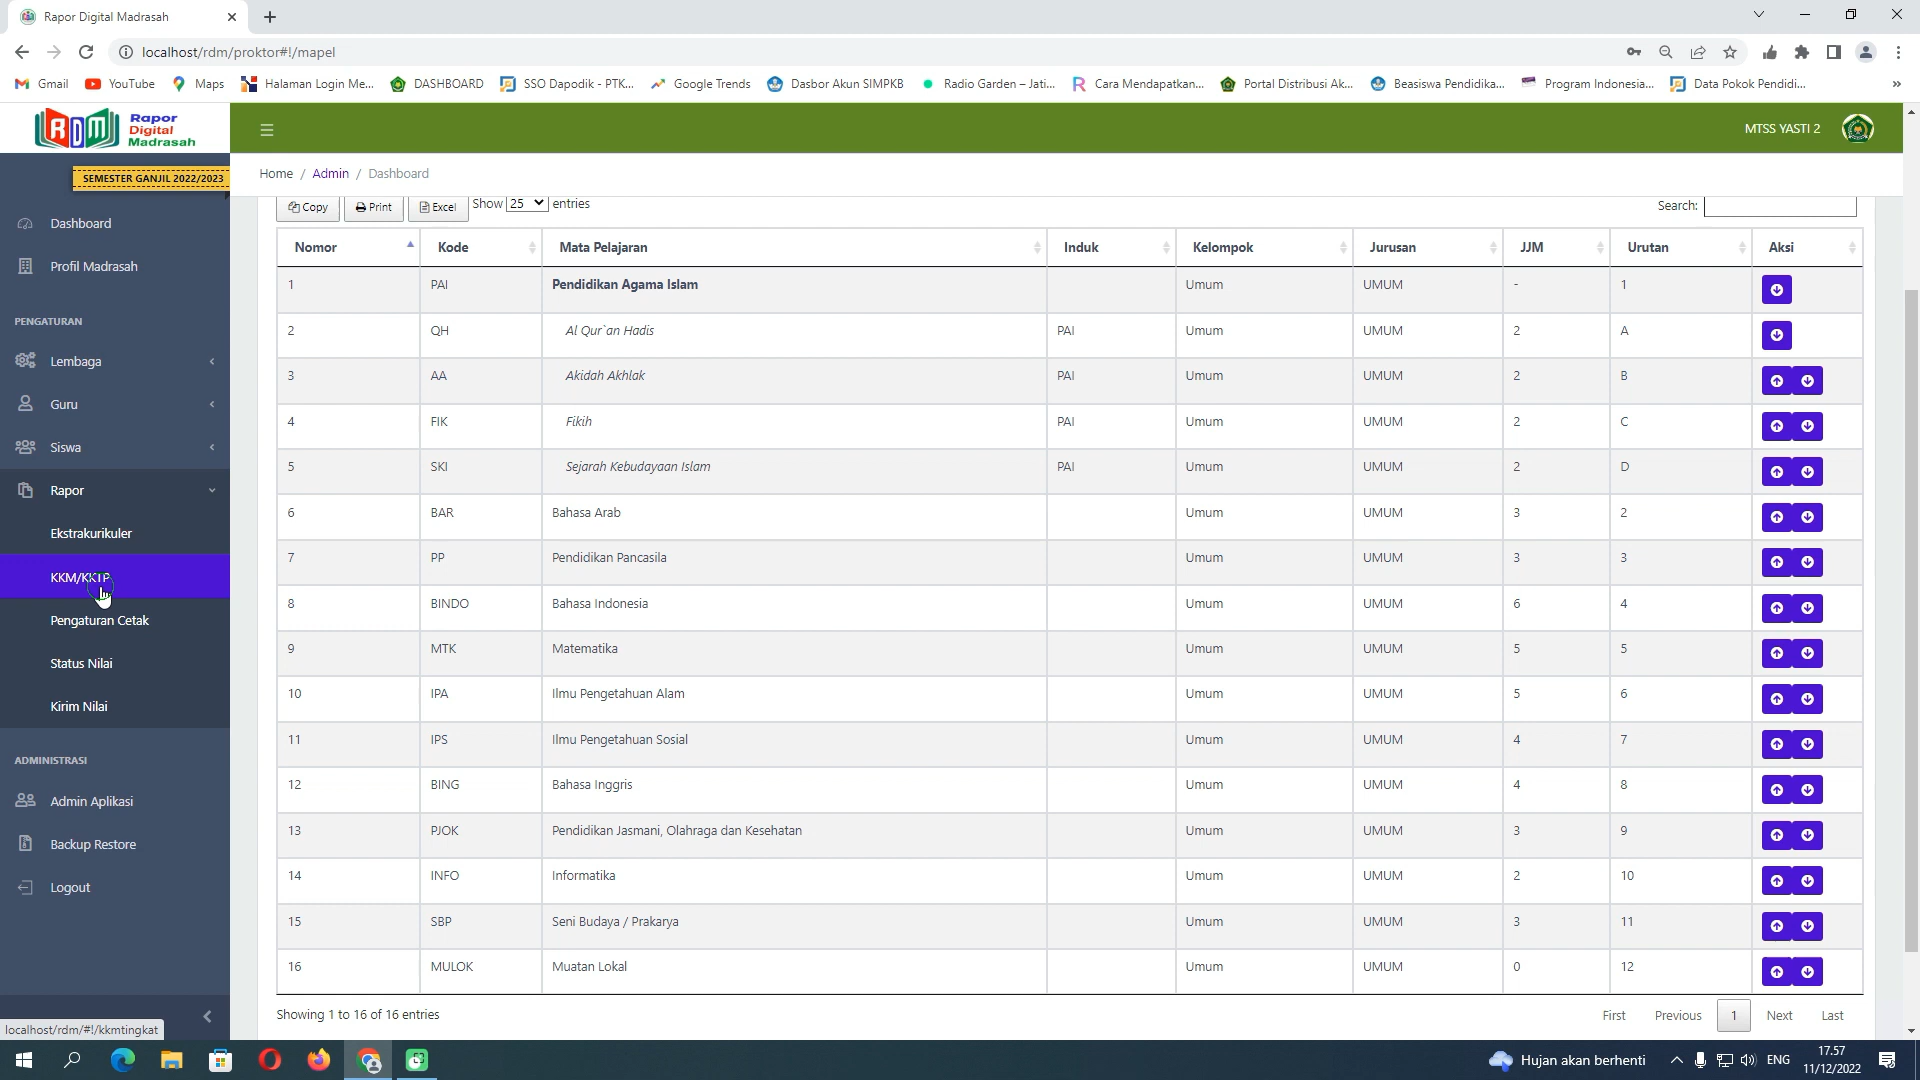 Rapor Digital Madrasah
localhost/rdm/proktor#!/mapel
Gmail YouTube Maps Halaman Login Me... DASHBOARD SSO Dapodik - PTK... Google Trends Dasbor Akun SIMPKB Radio Garden – Jati... Cara Mendapatkan... Portal Distribusi Ak... Beasiswa Pendidika... Program Indonesia... Data Pokok Pendidi... »
RDM Rapor
Digital
Madrasah
MTSS YASTI 2
SEMESTER GANJIL 2022/2023
Home / Admin / Dashboard
Dashboard
Profil Madrasah
PENGATURAN
Lembaga
Guru
Siswa
Rapor
Ekstrakurikuler
KKM/KKTP
Pengaturan Cetak
Status Nilai
Kirim Nilai
ADMINISTRASI
Admin Aplikasi
Backup Restore
Logout
Copy Print Excel Show 25 entries Search:
Nomor Kode Mata Pelajaran Induk Kelompok Jurusan JJM Urutan Aksi
1 PAI Pendidikan Agama Islam Umum UMUM - 1
2 QH Al Qur`an Hadis PAI Umum UMUM 2 A
3 AA Akidah Akhlak PAI Umum UMUM 2 B
4 FIK Fikih PAI Umum UMUM 2 C
5 SKI Sejarah Kebudayaan Islam PAI Umum UMUM 2 D
6 BAR Bahasa Arab Umum UMUM 3 2
7 PP Pendidikan Pancasila Umum UMUM 3 3
8 BINDO Bahasa Indonesia Umum UMUM 6 4
9 MTK Matematika Umum UMUM 5 5
10 IPA Ilmu Pengetahuan Alam Umum UMUM 5 6
11 IPS Ilmu Pengetahuan Sosial Umum UMUM 4 7
12 BING Bahasa Inggris Umum UMUM 4 8
13 PJOK Pendidikan Jasmani, Olahraga dan Kesehatan Umum UMUM 3 9
14 INFO Informatika Umum UMUM 2 10
15 SBP Seni Budaya / Prakarya Umum UMUM 3 11
16 MULOK Muatan Lokal Umum UMUM 0 12
Showing 1 to 16 of 16 entries First Previous 1 Next Last
localhost/rdm/#!/kkmtingkat
Hujan akan berhenti ENG 17.57
11/12/2022